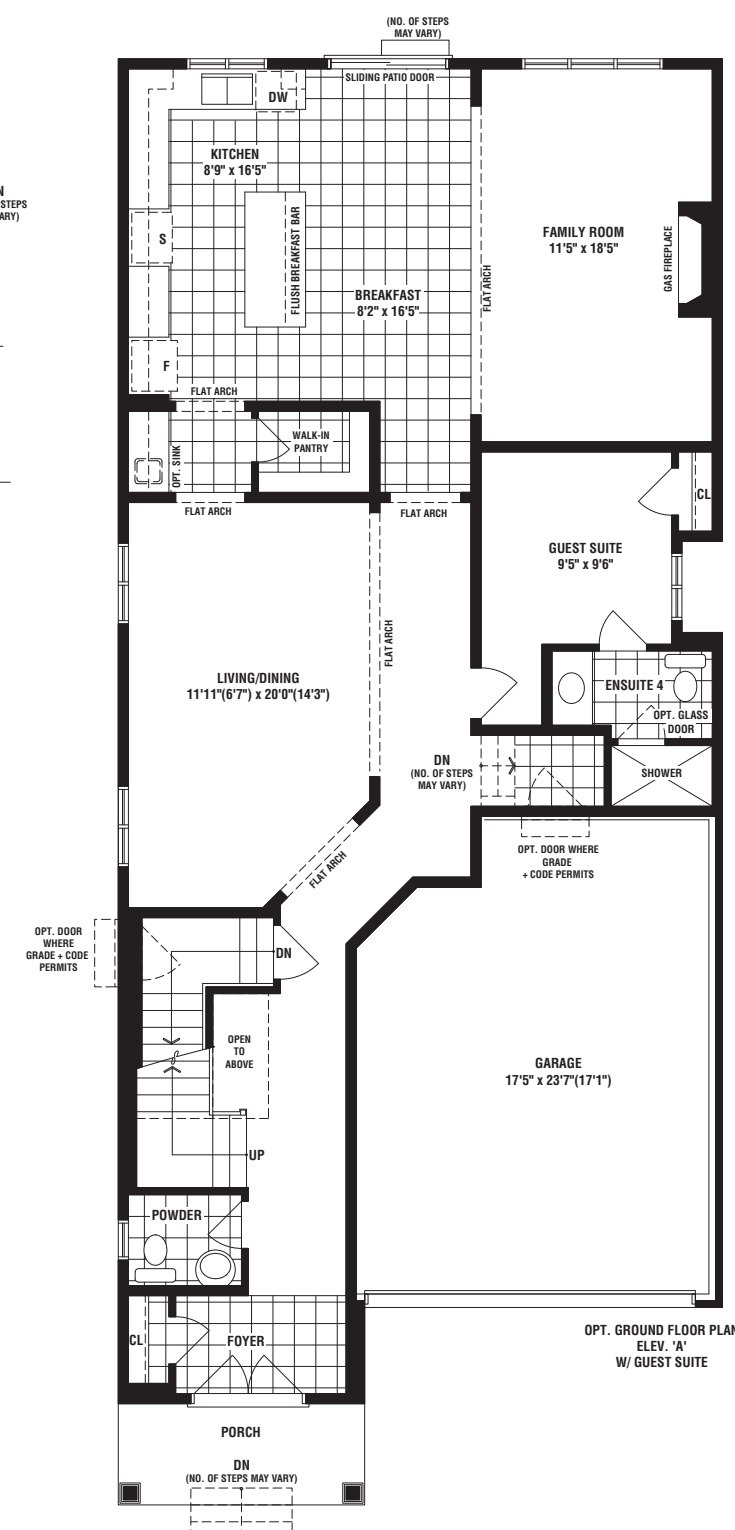 (NO. OF STEPS
MAY VARY)
SLIDING PATIO DOOR
DW
KITCHEN
8'9" x 16'5"
N
STEPS
ARY)
S
FLUSH BREAKFAST BAR
FAMILY ROOM
11'5" x 18'5"
GAS FIREPLACE
FLAT ARCH
BREAKFAST
8'2" x 16'5"
F
FLAT ARCH
WALK-IN
PANTRY
OPT. SINK
FLAT ARCH
FLAT ARCH
CL
GUEST SUITE
9'5" x 9'6"
FLAT ARCH
LIVING/DINING
11'11"(6'7") x 20'0"(14'3")
ENSUITE 4
OPT. GLASS
DOOR
DN
(NO. OF STEPS
MAY VARY)
SHOWER
OPT. DOOR WHERE
GRADE
+ CODE PERMITS
FLAT ARCH
OPT. DOOR
WHERE
GRADE + CODE
PERMITS
DN
OPEN
TO
ABOVE
GARAGE
17'5" x 23'7"(17'1")
UP
POWDER
CL
FOYER
OPT. GROUND FLOOR PLAN
ELEV. 'A'
W/ GUEST SUITE
PORCH
DN
(NO. OF STEPS MAY VARY)